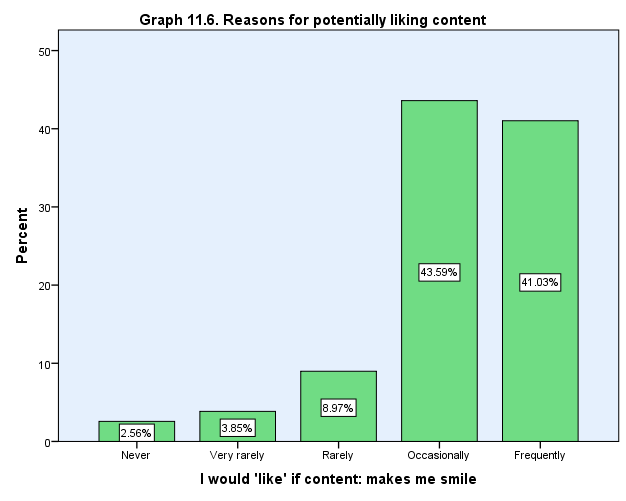 Graph 11.6. Reasons for potentially liking content
Percent
50
40
30
20
10
0
2.56%
3.85%
8.97%
43.59%
41.03%
Never
Very rarely
Rarely
Occasionally
Frequently
I would 'like' if content: makes me smile